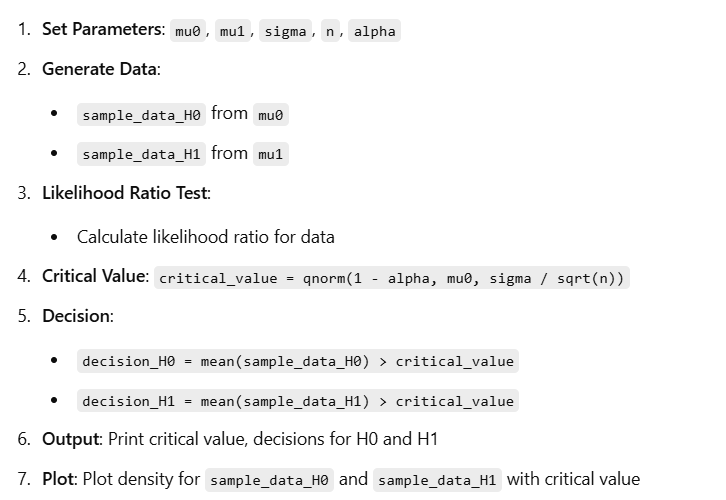 1. Set Parameters: mu0, mu1, sigma, n, alpha
2. Generate Data:
• sample_data_H0 from mu0
• sample_data_H1 from mu1
3. Likelihood Ratio Test:
• Calculate likelihood ratio for data
4. Critical Value: critical_value = qnorm(1 - alpha, mu0, sigma / sqrt(n))
5. Decision:
• decision_H0 = mean(sample_data_H0) > critical_value
• decision_H1 = mean(sample_data_H1) > critical_value
6. Output: Print critical value, decisions for H0 and H1
7. Plot: Plot density for sample_data_H0 and sample_data_H1 with critical value